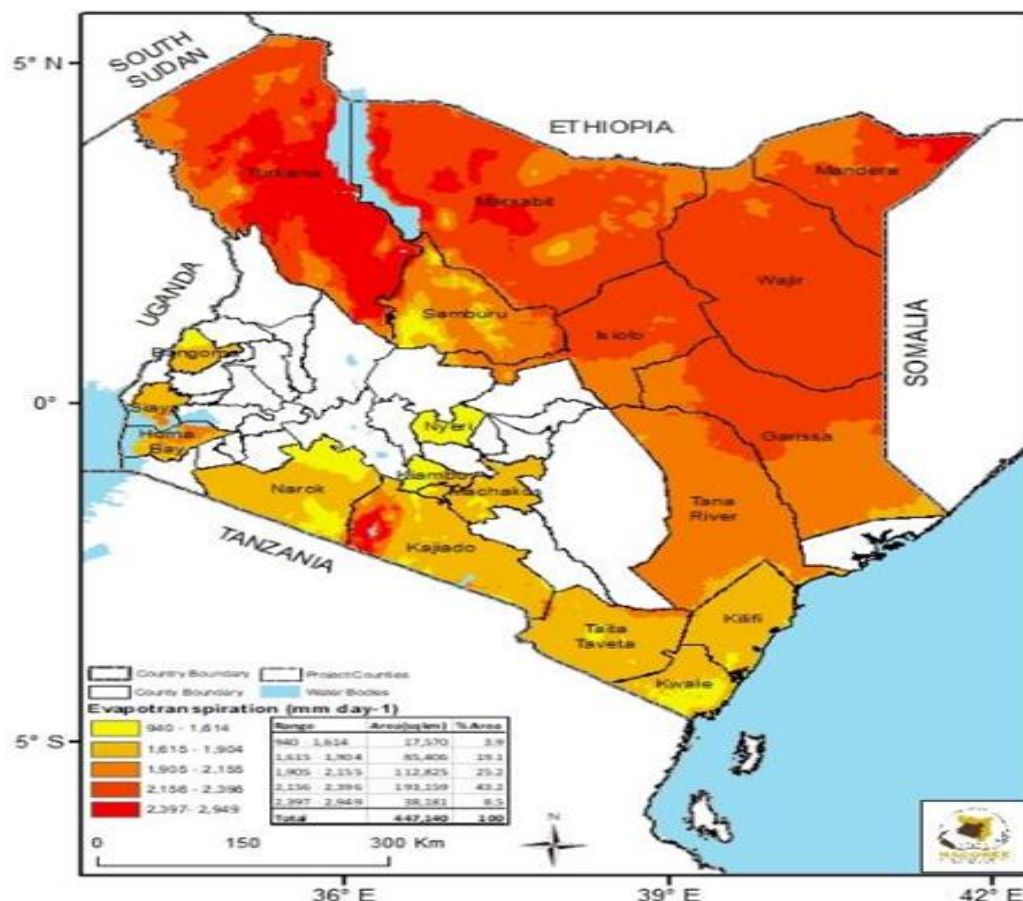 5° N
SOUTH
SUDAN
ETHIOPIA
Turkana
Marsabit
Mandera
UGANDA
Wajir
Samburu
Isiolo
SOMALIA
Bungoma
0°
Siaya
Nyeri
Homa
Bay
Garissa
Kiambu
Narok
Machakos
Tana
River
TANZANIA
Kajiado
Kilifi
Taita
Taveta
Kwale
Country Boundary
Project Counties
County Boundary
Water Bodies
Evapotranspiration (mm day-1)
940 - 1,614
1,615 - 1,904
1,905 - 2,155
2,156 - 2,396
2,397- 2,949
Range Area(sqkm) % Area
940 1,614 17,570 3.9
1,615 1,904 85,406 19.1
1,905 2,155 112,825 25.2
2,156 2,396 193,159 43.2
2,397 2,949 38,181 8.5
Total 447,140 100
5° S
N
0 150 300 Km
36° E 39° E 42° E